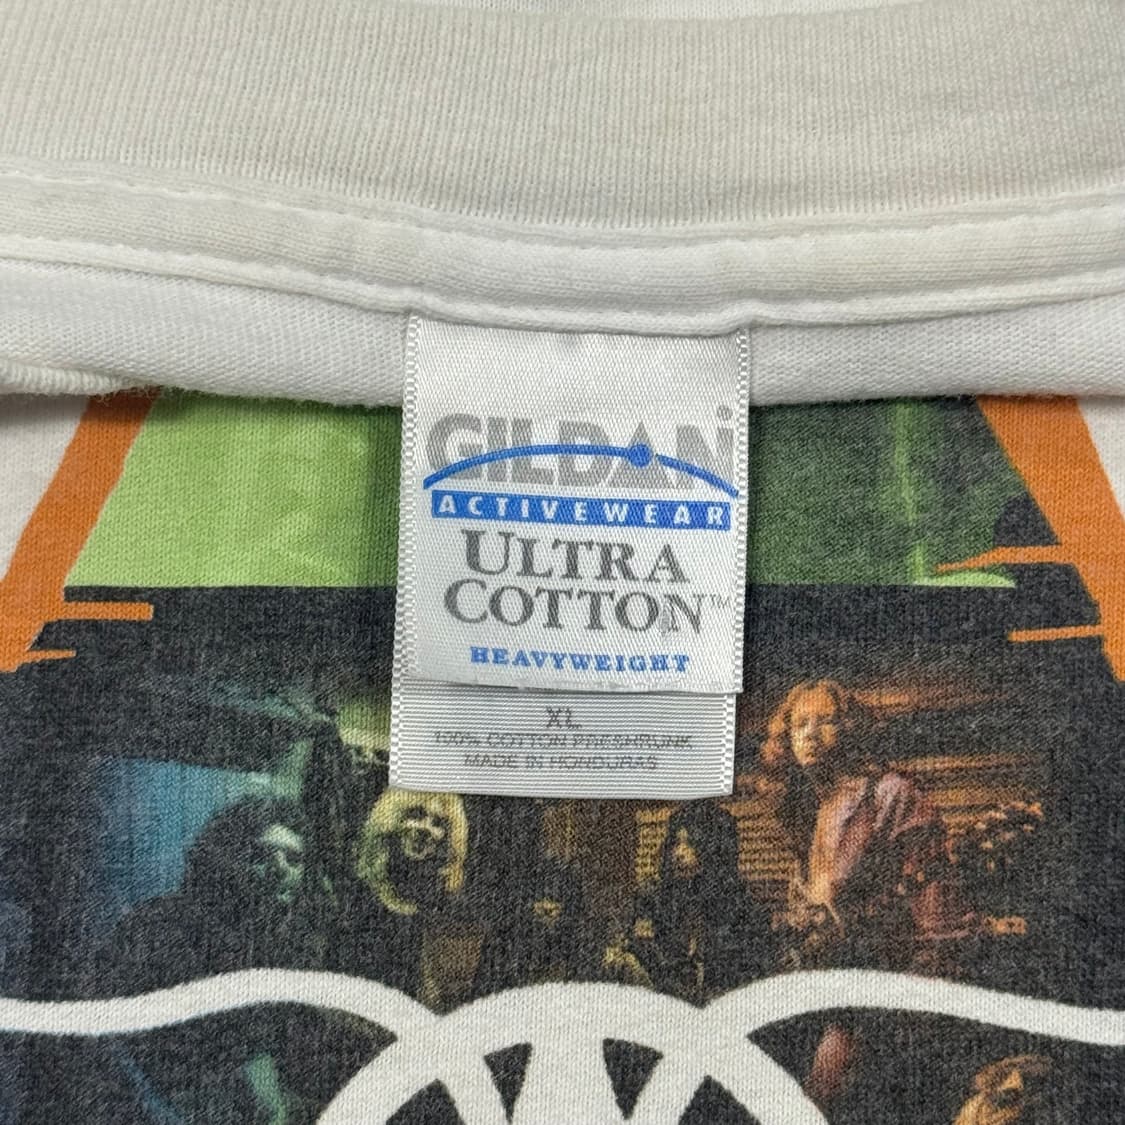 GILDAN
ACTIVEWEAR
ULTRA
COTTON™
HEAVYWEIGHT
XL
100% COTTON PRESHRUNK
MADE IN HONDURAS